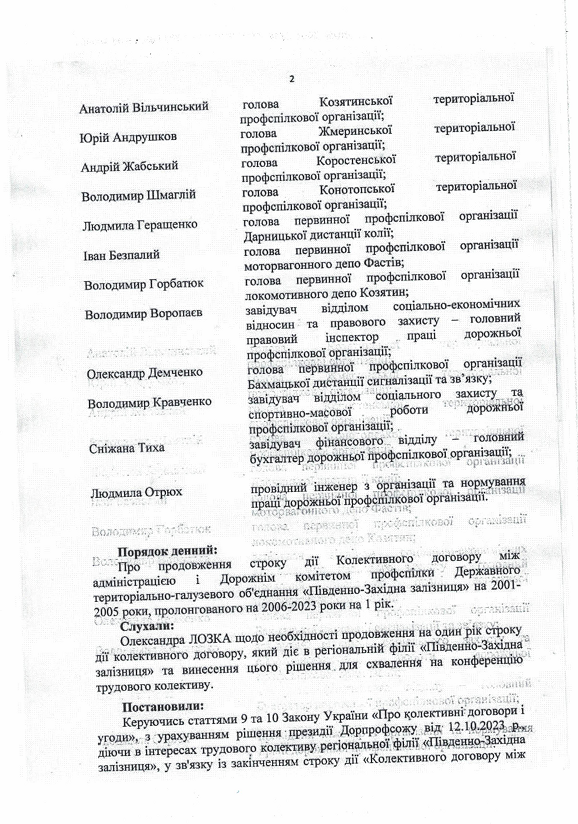 2
Анатолій Вільчинський голова Козятинської територіальної
профспілкової організації;
Юрій Андрушков голова Жмеринської територіальної
профспілкової організації;
Андрій Жабський голова Коростенської територіальної
профспілкової організації;
Володимир Шмаглій голова Конотопської територіальної
профспілкової організації;
Людмила Геращенко голова первинної профспілкової організації
Дарницької дистанції колії;
Іван Безпалий голова первинної профспілкової організації
моторвагонного депо Фастів;
Володимир Горбатюк голова первинної профспілкової організації
локомотивного депо Козятин;
Володимир Воропаєв завідувач відділом соціально-економічних
відносин та правового захисту – головний
правовий інспектор праці дорожньої
профспілкової організації;
Олександр Демченко голова первинної профспілкової організації
Бахмацької дистанції сигналізації та зв’язку;
Володимир Кравченко завідувач відділом соціального захисту та
спортивно-масової роботи дорожньої
профспілкової організації;
Сніжана Тиха завідувач фінансового відділу – головний
бухгалтер дорожньої профспілкової організації;
Людмила Отрюх провідний інженер з організації та нормування
праці дорожньої профспілкової організації.
Порядок денний:
Про продовження строку дії Колективного договору між
адміністрацією і Дорожнім комітетом профспілки Державного
територіально-галузевого об'єднання «Південно-Західна залізниця» на 2001-
2005 роки, пролонгованого на 2006-2023 роки на 1 рік.
Слухали:
Олександра ЛОЗКА щодо необхідності продовження на один рік строку
дії колективного договору, який діє в регіональній філії «Південно-Західна
залізниця» та винесення цього рішення для схвалення на конференцію
трудового колективу.
Постановили:
Керуючись статтями 9 та 10 Закону України «Про колективні договори і
угоди», з урахуванням рішення президії Дорпрофсожу від 12.10.2023 р.,
діючи в інтересах трудового колективу регіональної філії «Південно-Західна
залізниця», у зв'язку із закінченням строку дії «Колективного договору між